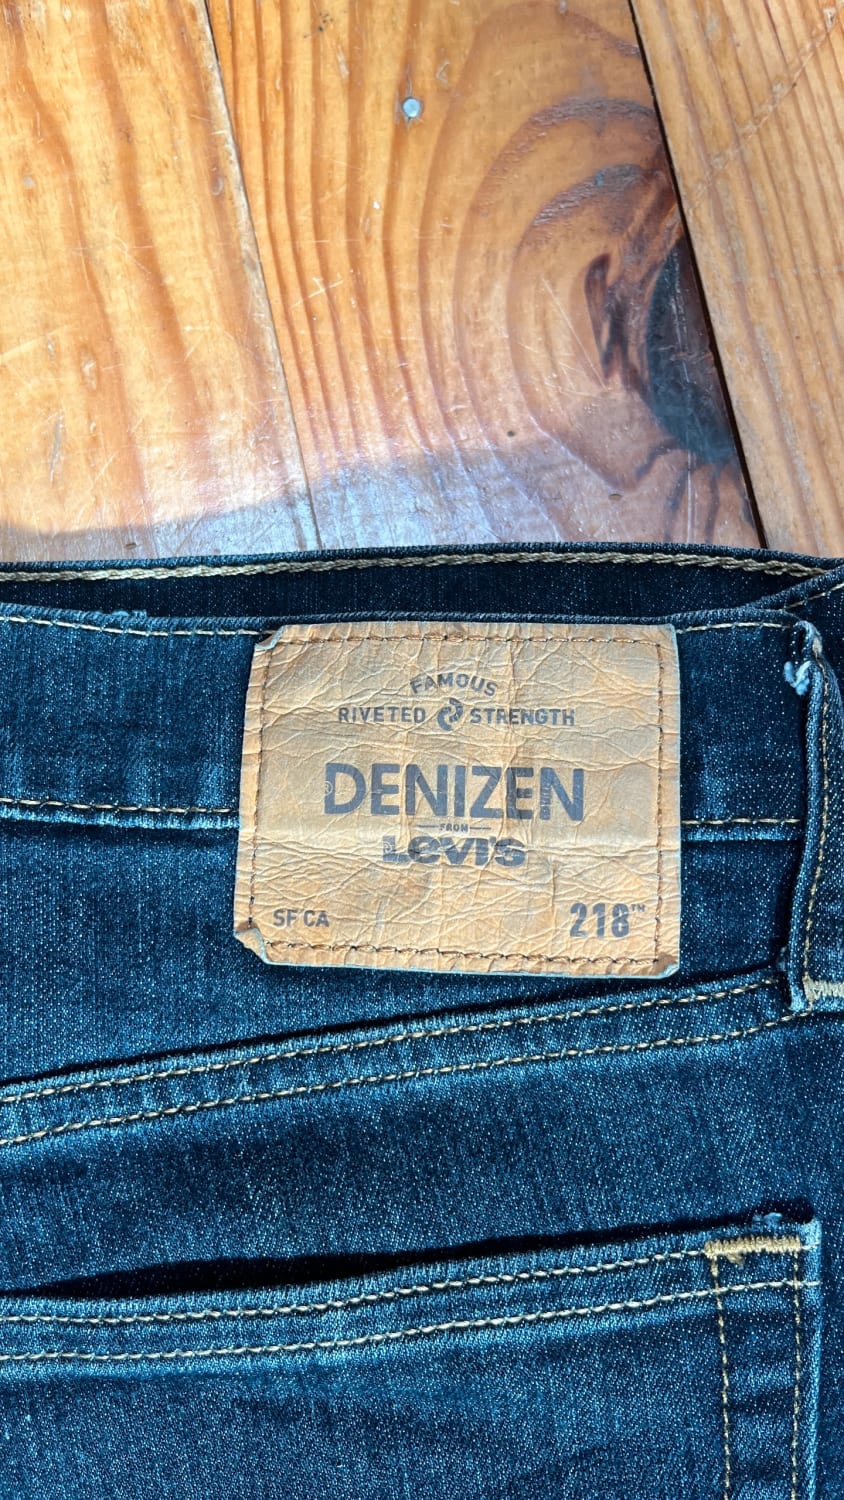 FAMOUS
RIVETED STRENGTH
DENIZEN®
FROM
Levi's
SF CA 218™